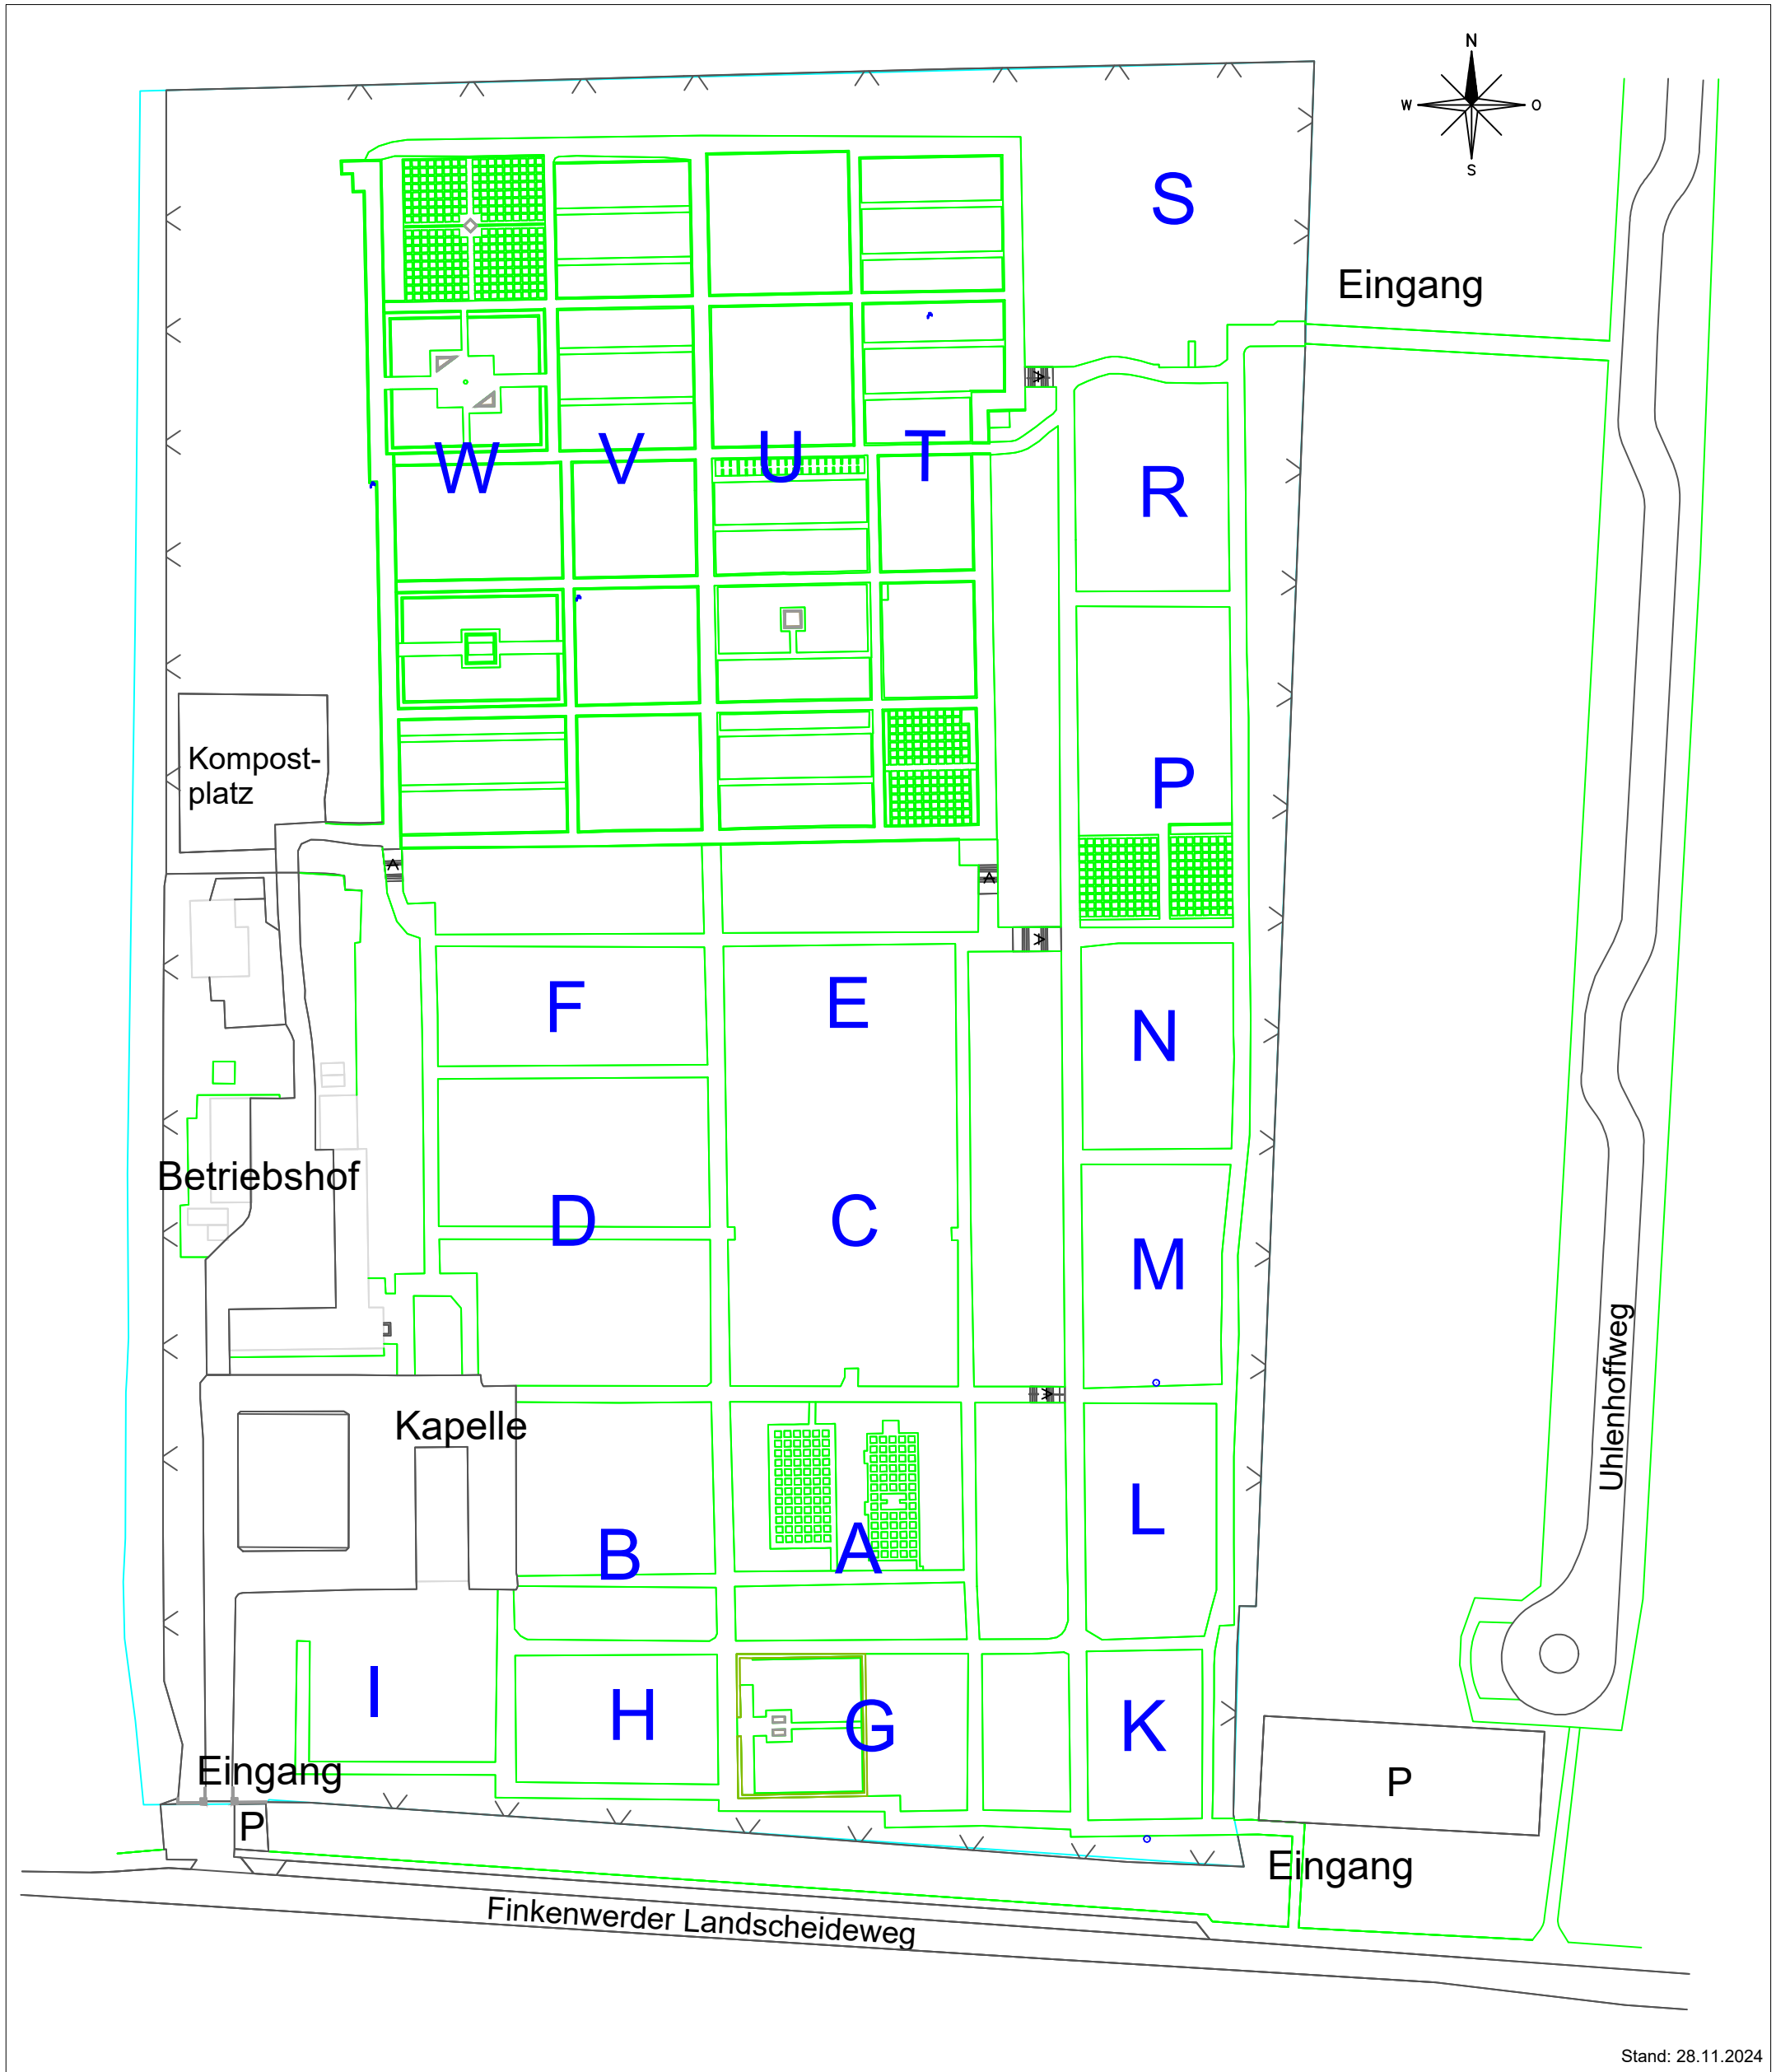 N
W
O
S
S
Eingang
W
V
U
T
R
Kompost-
platz
P
F
E
N
Betriebshof
D
C
M
Uhlenhoffweg
Kapelle
L
B
A
I
H
G
K
Eingang
P
P
Eingang
Finkenwerder Landscheideweg
Stand: 28.11.2024